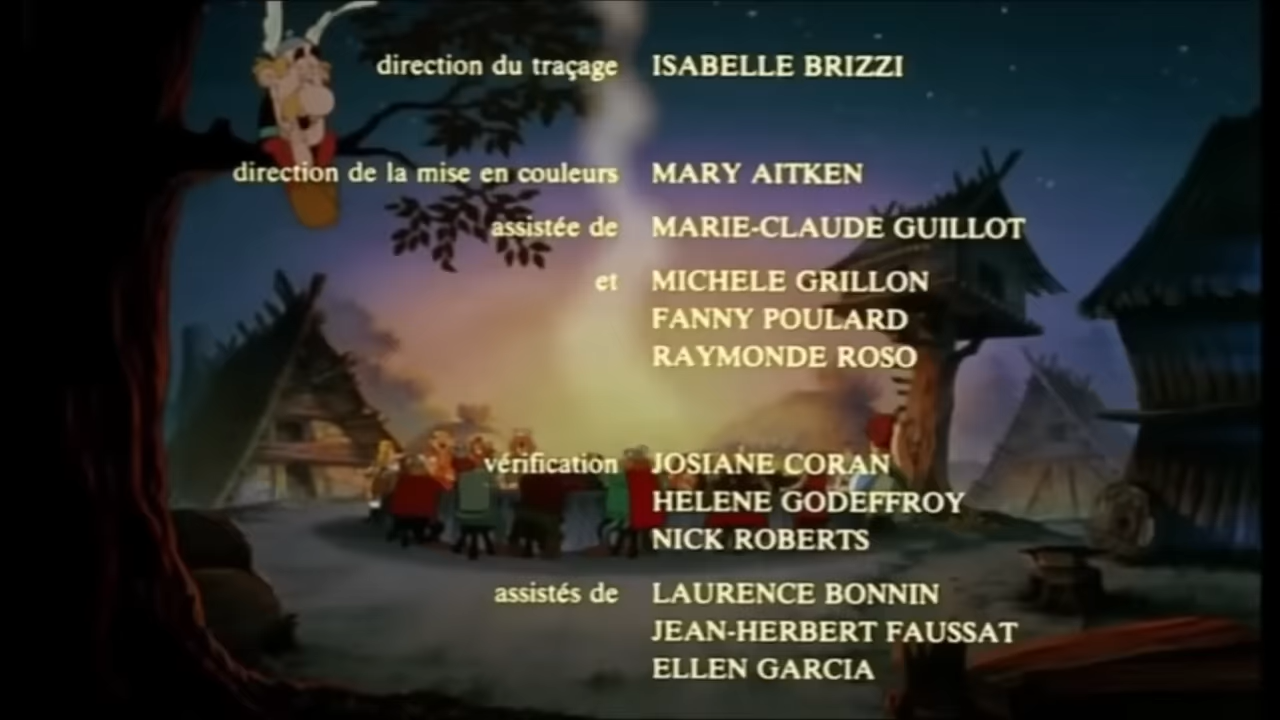 direction du traçage ISABELLE BRIZZI
direction de la mise en couleurs MARY AITKEN
assistée de MARIE-CLAUDE GUILLOT
et MICHELE GRILLON
FANNY POULARD
RAYMONDE ROSO
vérification JOSIANE CORAN
HELENE GODEFFROY
NICK ROBERTS
assistés de LAURENCE BONNIN
JEAN-HERBERT FAUSSAT
ELLEN GARCIA